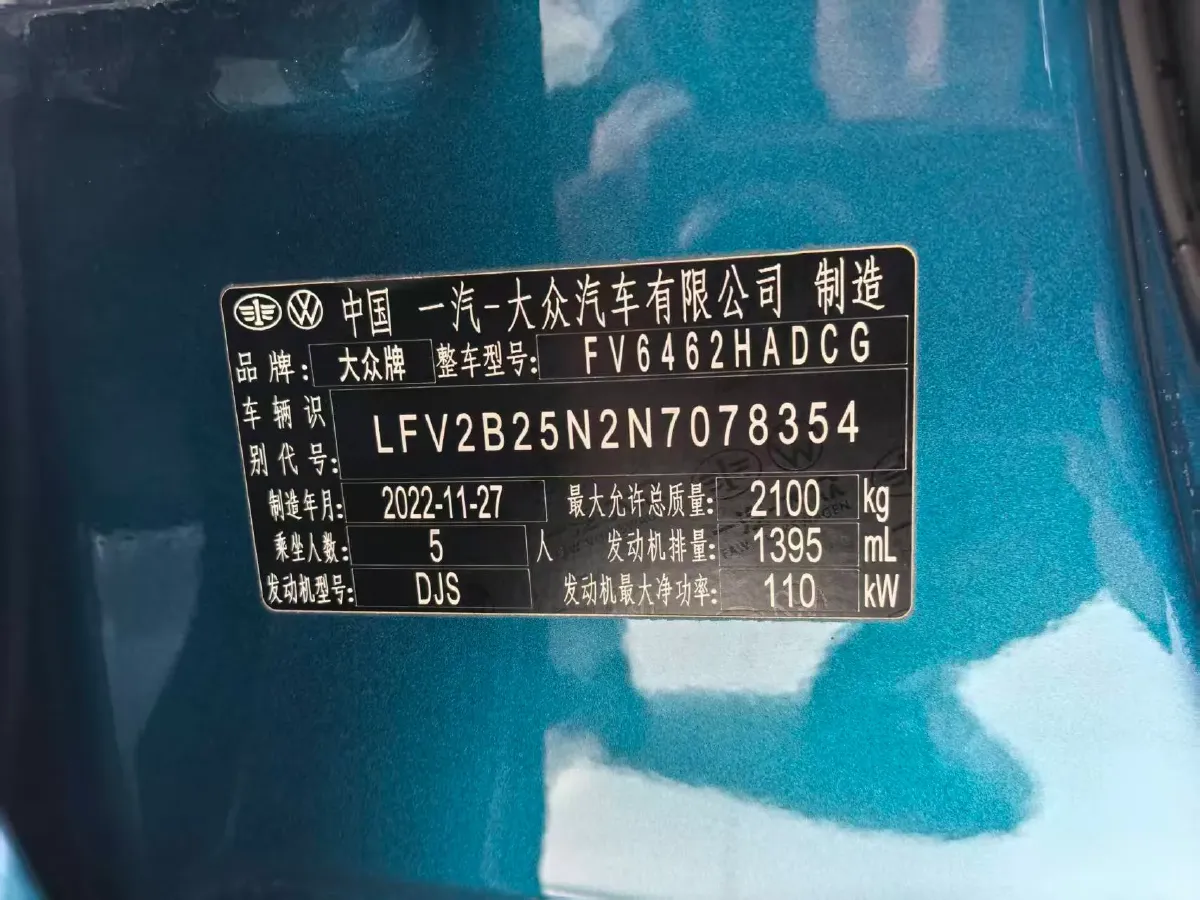 中国 一汽-大众汽车有限公司 制造
品牌: 大众牌 整车型号: FV6462HADCG
车辆识别代号: LFV2B25N2N7078354
制造年月: 2022-11-27 最大允许总质量: 2100 kg
乘坐人数: 5 人 发动机排量: 1395 mL
发动机型号: DJS 发动机最大净功率: 110 kW